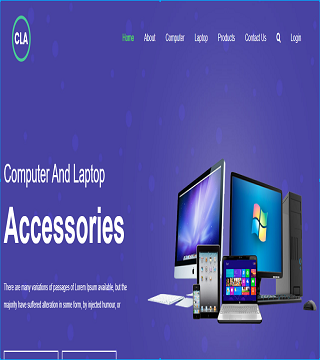 CLA
Home About Computer Laptop Products Contact Us Login
Computer And Laptop
Accessories
There are many variations of passages of Lorem Ipsum available, but the
majority have suffered alteration in some form, by injected humour, or